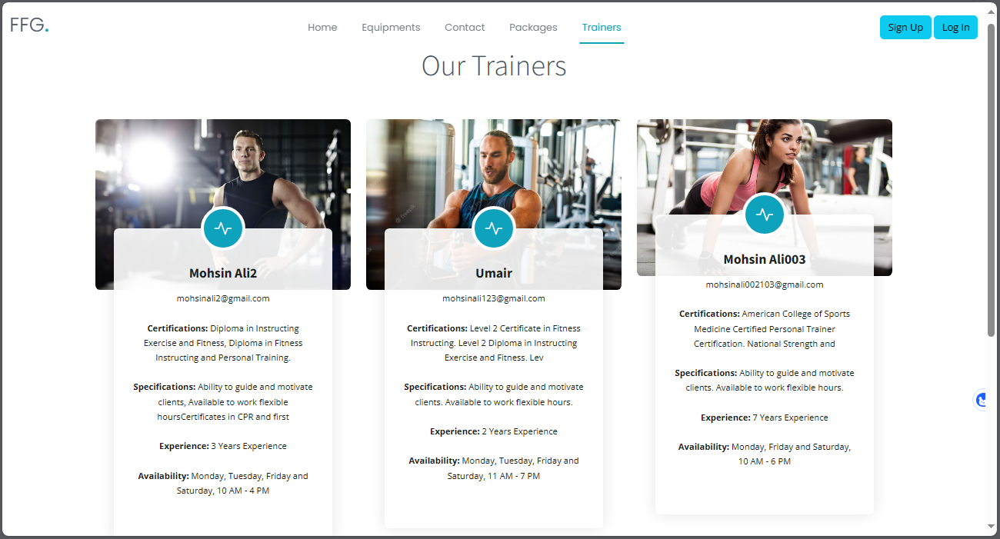 FFG.
Home
Equipments
Contact
Packages
Trainers
Sign Up
Log In
Our Trainers
Mohsin Ali2
mohsinali2@gmail.com
Certifications: Diploma in Instructing
Exercise and Fitness, Diploma in Fitness
Instructing and Personal Training.
Specifications: Ability to guide and motivate
clients, Available to work flexible
hoursCertificates in CPR and first
Experience: 3 Years Experience
Availability: Monday, Tuesday, Friday and
Saturday, 10 AM - 4 PM
Umair
mohsinali123@gmail.com
Certifications: Level 2 Certificate in Fitness
Instructing. Level 2 Diploma in Instructing
Exercise and Fitness. Lev
Specifications: Ability to guide and motivate
clients. Available to work flexible hours.
Experience: 2 Years Experience
Availability: Monday, Tuesday, Friday and
Saturday, 11 AM - 7 PM
Mohsin Ali003
mohsinali002103@gmail.com
Certifications: American College of Sports
Medicine Certified Personal Trainer
Certification. National Strength and
Specifications: Ability to guide and motivate
clients. Available to work flexible hours.
Experience: 7 Years Experience
Availability: Monday, Friday and Saturday,
10 AM - 6 PM